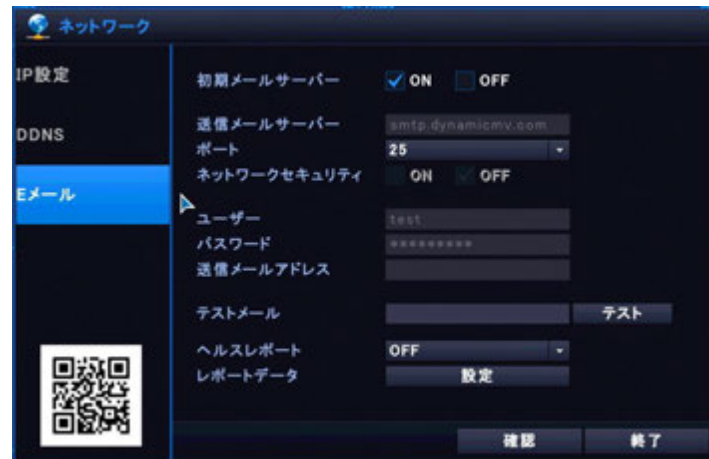 ネットワーク
IP設定
DDNS
Eメール
初期メールサーバー ON OFF
送信メールサーバー smtp.dynamicmv.com
ポート 25
ネットワークセキュリティ ON OFF
ユーザー test
パスワード *********
送信メールアドレス
テストメール テスト
ヘルスレポート OFF
レポートデータ 設定
確認 終了